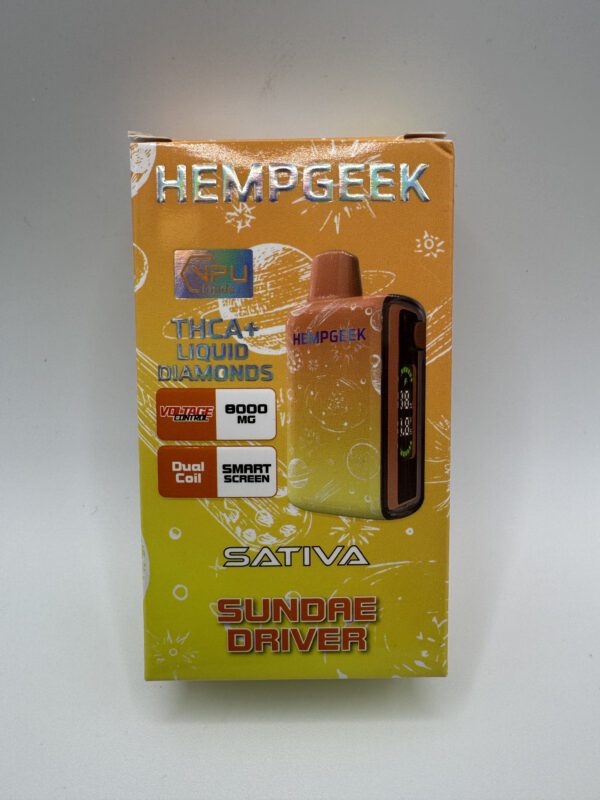 HEMPGEEK
THCA+
LIQUID
DIAMONDS
HEMPGEEK
VOLTAGE
CONTROL
8000
MG
Dual
Coil
SMART
SCREEN
SATIVA
SUNDAE
DRIVER